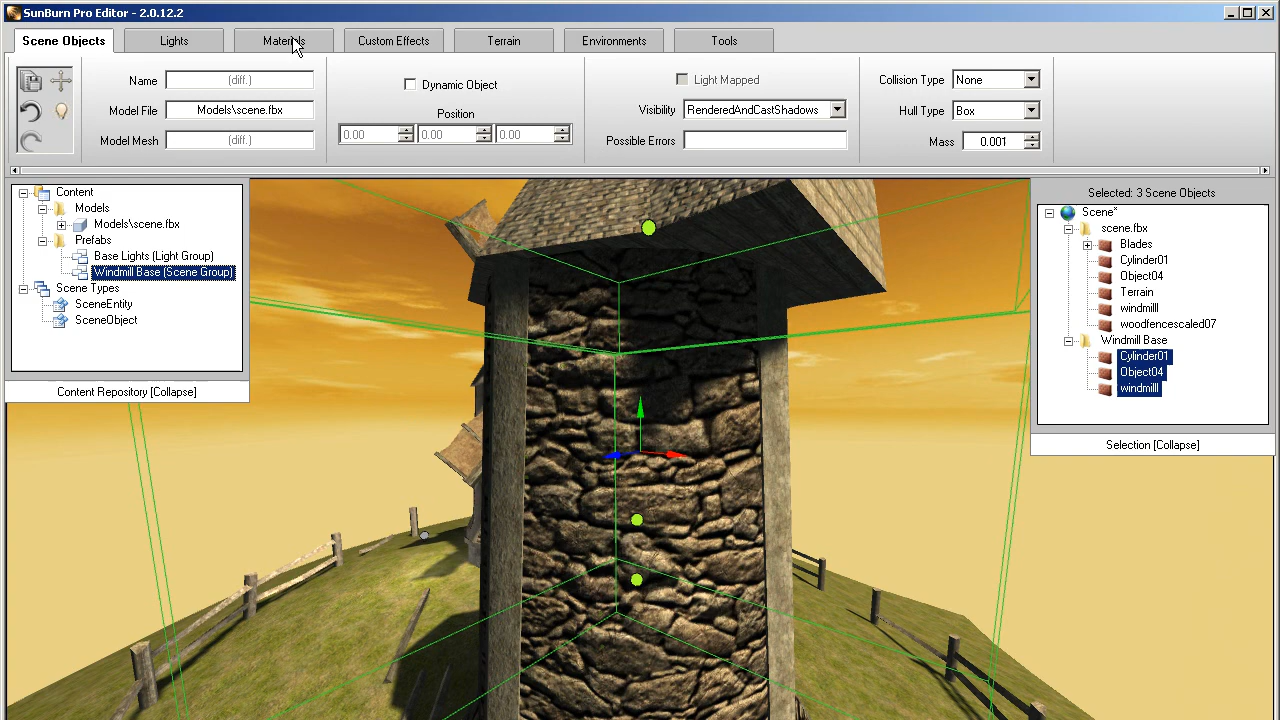 SunBurn Pro Editor - 2.0.12.2
Scene Objects Lights Materials Custom Effects Terrain Environments Tools
Name (diff.)
Model File Models\scene.fbx
Model Mesh (diff.)
Dynamic Object
Position
0.00 0.00 0.00
Light Mapped
Visibility RenderedAndCastShadows
Possible Errors
Collision Type None
Hull Type Box
Mass 0.001
Content
Models
Models\scene.fbx
Prefabs
Base Lights (Light Group)
Windmill Base (Scene Group)
Scene Types
SceneEntity
SceneObject
Content Repository [Collapse]
Selected: 3 Scene Objects
Scene*
scene.fbx
Blades
Cylinder01
Object04
Terrain
windmill
woodfencescaled07
Windmill Base
Cylinder01
Object04
windmill
Selection [Collapse]